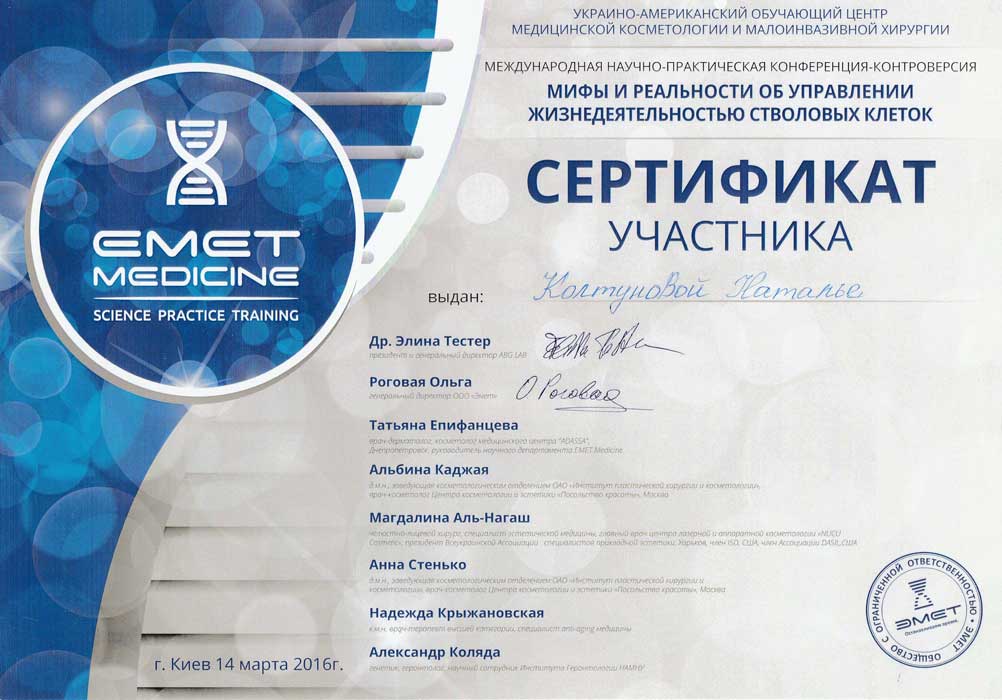 УКРАИНО-АМЕРИКАНСКИЙ ОБУЧАЮЩИЙ ЦЕНТР
МЕДИЦИНСКОЙ КОСМЕТОЛОГИИ И МАЛОИНВАЗИВНОЙ ХИРУРГИИ
МЕЖДУНАРОДНАЯ НАУЧНО-ПРАКТИЧЕСКАЯ КОНФЕРЕНЦИЯ-КОНТРОВЕРСИЯ
МИФЫ И РЕАЛЬНОСТИ ОБ УПРАВЛЕНИИ
ЖИЗНЕДЕЯТЕЛЬНОСТЬЮ СТВОЛОВЫХ КЛЕТОК
СЕРТИФИКАТ
УЧАСТНИКА
EMET
MEDICINE
SCIENCE PRACTICE TRAINING
выдан: Колтуновой Наталье
Др. Элина Тестер
президент и генеральный директор ABG LAB
Роговая Ольга
генеральный директор ООО «Эмет»
О Роговая
Татьяна Епифанцева
врач-дерматолог, косметолог медицинского центра "ADASSA",
Днепропетровск, руководитель научного департамента EMET Medicine
Альбина Каджая
д.м.н., заведующая косметологическим отделением ОАО «Институт пластической хирургии и косметологии»,
врач-косметолог Центра косметологии и эстетики «Посольство красоты», Москва
Магдалина Аль-Нагаш
челюстно-лицевой хирург, специалист эстетической медицины, главный врач центра лазерной и аппаратной косметологии «NUCU
Cosmetic», президент Всеукраинской Ассоциации специалистов прикладной эстетики, Харьков, член ISD, США, член Ассоциации DASIL,США
Анна Стенько
д.м.н., заведующая косметологическим отделением ОАО «Институт пластической хирургии и
косметологии», врач-косметолог Центра косметологии и эстетики «Посольство красоты», Москва
Надежда Крыжановская
к.м.н. врач-терапевт высшей категории, специалист anti-aging медицины
Александр Коляда
генетик, геронтолог, научный сотрудник Института Геронтологии НАМНУ
г. Киев 14 марта 2016г.
ОБЩЕСТВО С ОГРАНИЧЕННОЙ ОТВЕТСТВЕННОСТЬЮ • ЭМЕТ
ЭМЕТ
Останавливаем время.